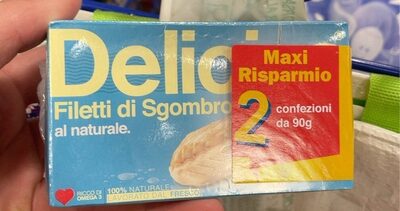 Delici
Filetti di Sgombro
al naturale.
Maxi
Risparmio
2 confezioni
da 90g
RICCO DI
OMEGA 3
100% NATURALE
LAVORATO DAL FRESCO